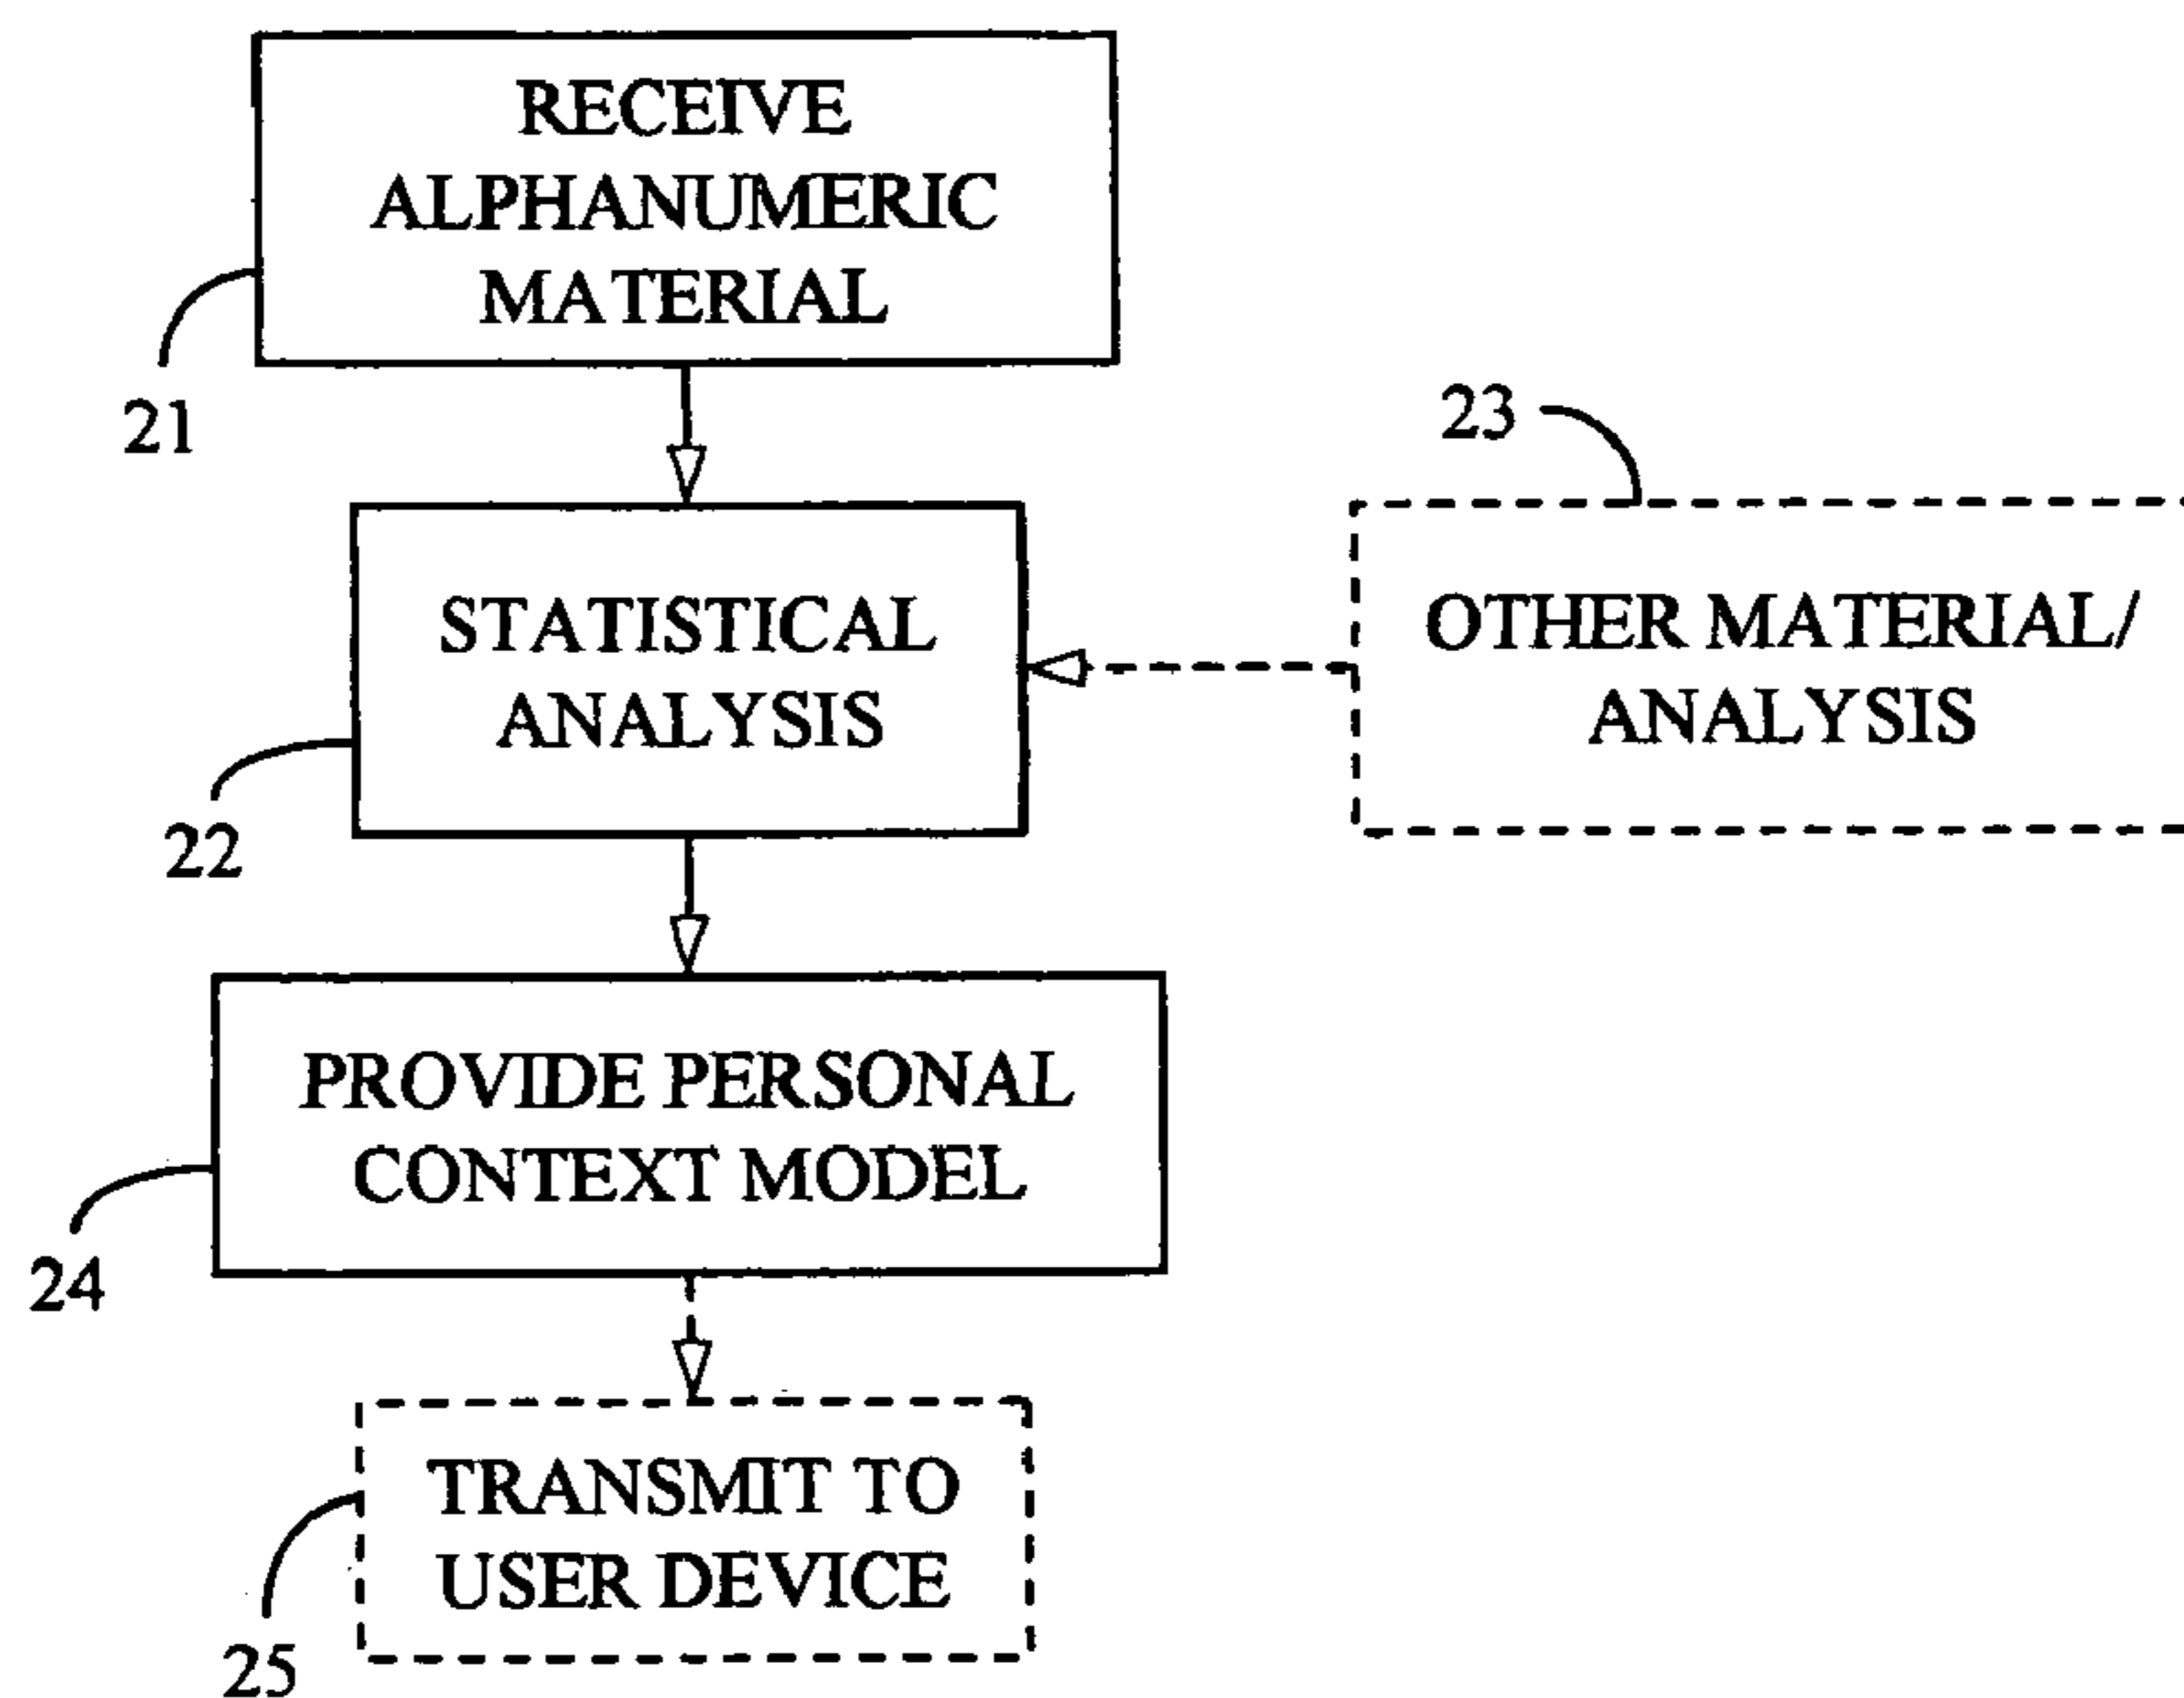 RECEIVE
ALPHANUMERIC
MATERIAL
21
23
STATISTICAL
ANALYSIS
22
OTHER MATERIAL/
ANALYSIS
PROVIDE PERSONAL
CONTEXT MODEL
24
TRANSMIT TO
USER DEVICE
25